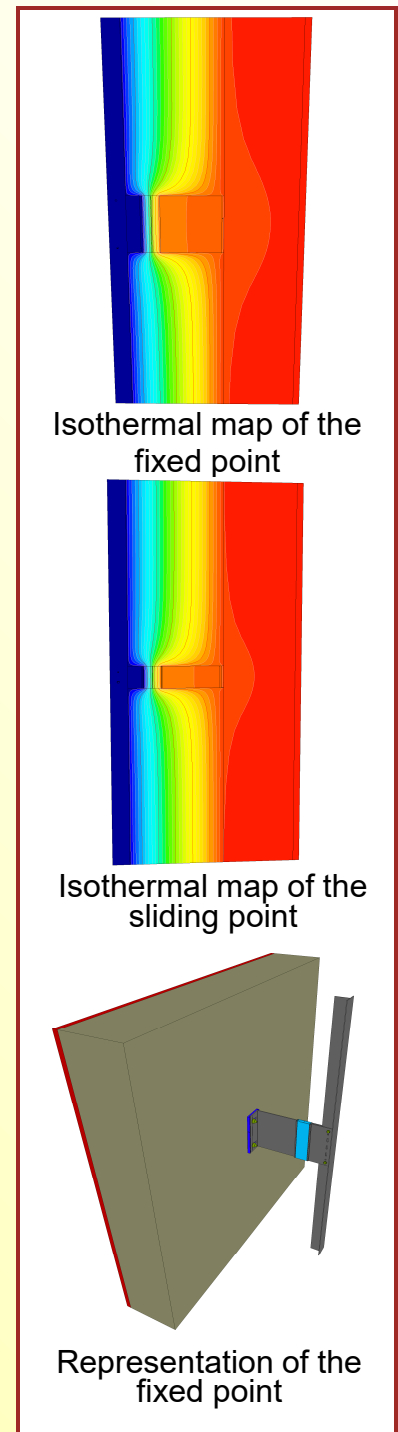 Isothermal map of the
fixed point
Isothermal map of the
sliding point
Representation of the
fixed point